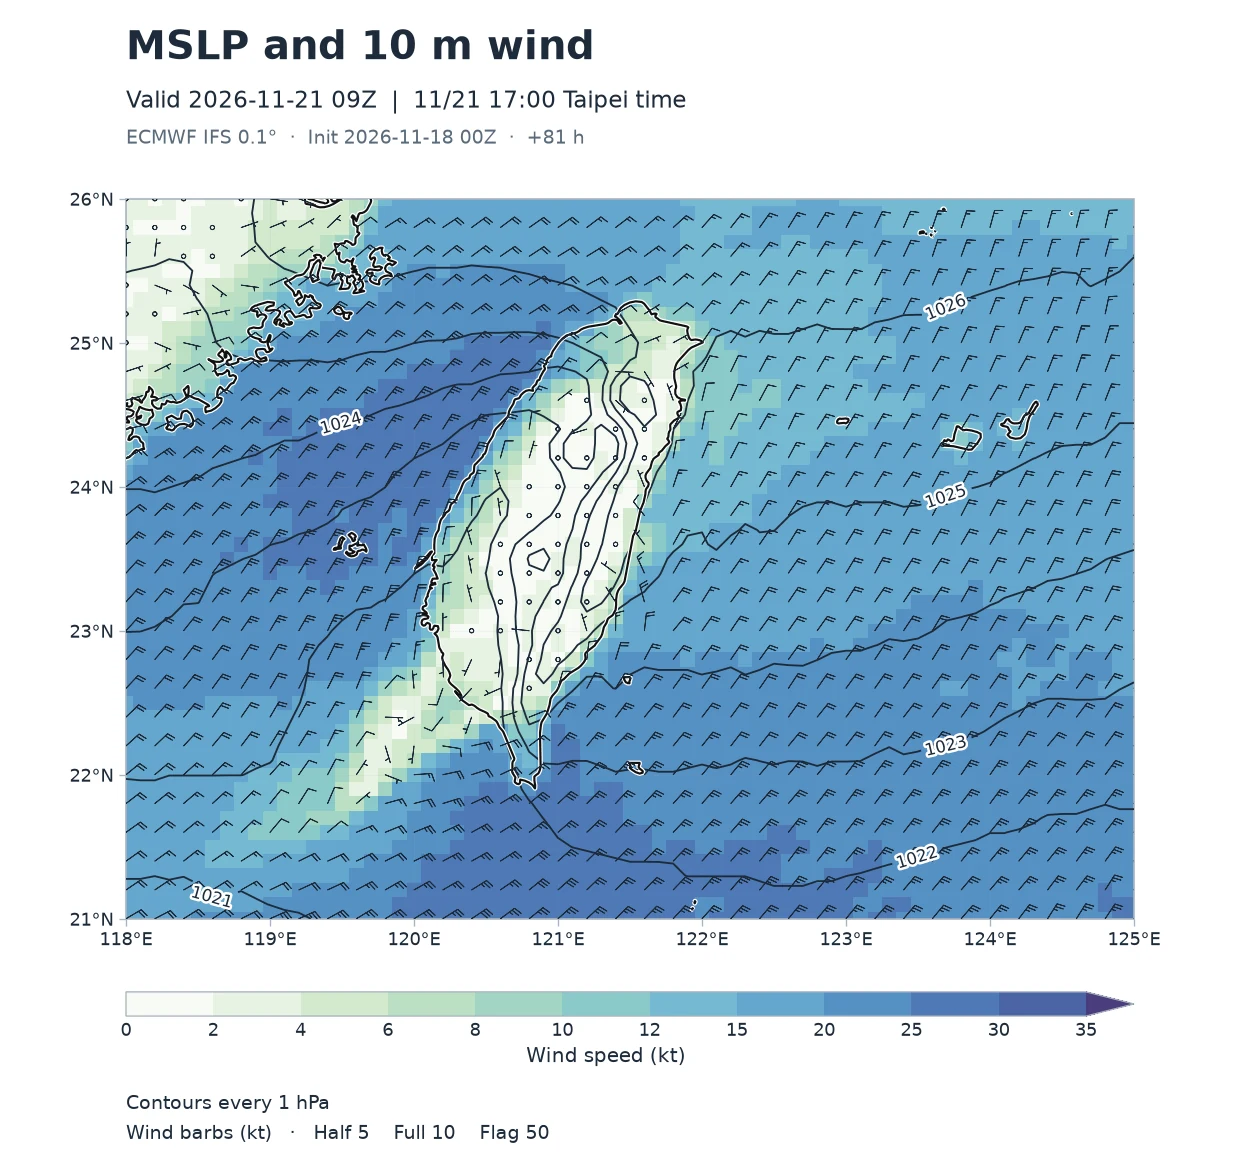 MSLP and 10 m wind
Valid 2026-11-21 09Z | 11/21 17:00 Taipei time
ECMWF IFS 0.1° · Init 2026-11-18 00Z · +81 h
26°N
25°N
24°N
23°N
22°N
21°N
1026
1024
1025
1023
1022
1021
118°E 119°E 120°E 121°E 122°E 123°E 124°E 125°E
0 2 4 6 8 10 12 15 20 25 30 35
Wind speed (kt)
Contours every 1 hPa
Wind barbs (kt) · Half 5 Full 10 Flag 50